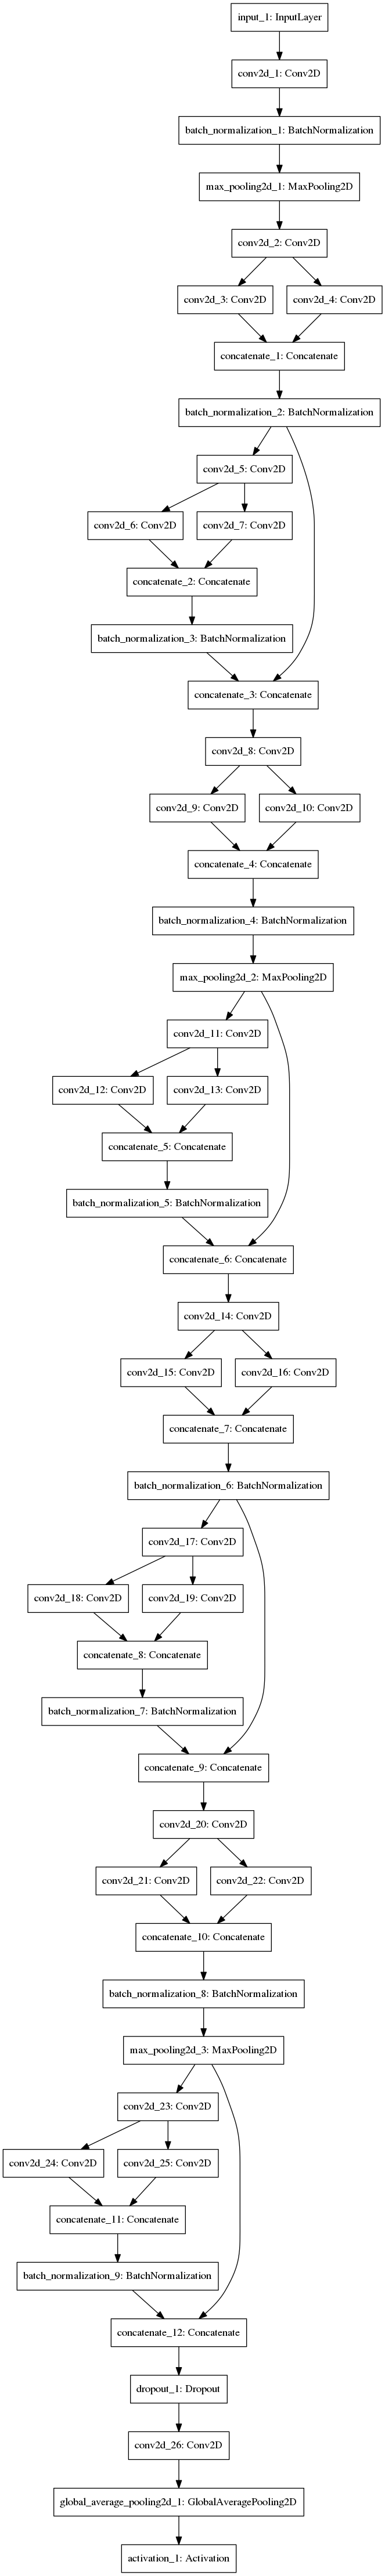 input_1: InputLayer
conv2d_1: Conv2D
batch_normalization_1: BatchNormalization
max_pooling2d_1: MaxPooling2D
conv2d_2: Conv2D
conv2d_3: Conv2D
conv2d_4: Conv2D
concatenate_1: Concatenate
batch_normalization_2: BatchNormalization
conv2d_5: Conv2D
conv2d_6: Conv2D
conv2d_7: Conv2D
concatenate_2: Concatenate
batch_normalization_3: BatchNormalization
concatenate_3: Concatenate
conv2d_8: Conv2D
conv2d_9: Conv2D
conv2d_10: Conv2D
concatenate_4: Concatenate
batch_normalization_4: BatchNormalization
max_pooling2d_2: MaxPooling2D
conv2d_11: Conv2D
conv2d_12: Conv2D
conv2d_13: Conv2D
concatenate_5: Concatenate
batch_normalization_5: BatchNormalization
concatenate_6: Concatenate
conv2d_14: Conv2D
conv2d_15: Conv2D
conv2d_16: Conv2D
concatenate_7: Concatenate
batch_normalization_6: BatchNormalization
conv2d_17: Conv2D
conv2d_18: Conv2D
conv2d_19: Conv2D
concatenate_8: Concatenate
batch_normalization_7: BatchNormalization
concatenate_9: Concatenate
conv2d_20: Conv2D
conv2d_21: Conv2D
conv2d_22: Conv2D
concatenate_10: Concatenate
batch_normalization_8: BatchNormalization
max_pooling2d_3: MaxPooling2D
conv2d_23: Conv2D
conv2d_24: Conv2D
conv2d_25: Conv2D
concatenate_11: Concatenate
batch_normalization_9: BatchNormalization
concatenate_12: Concatenate
dropout_1: Dropout
conv2d_26: Conv2D
global_average_pooling2d_1: GlobalAveragePooling2D
activation_1: Activation